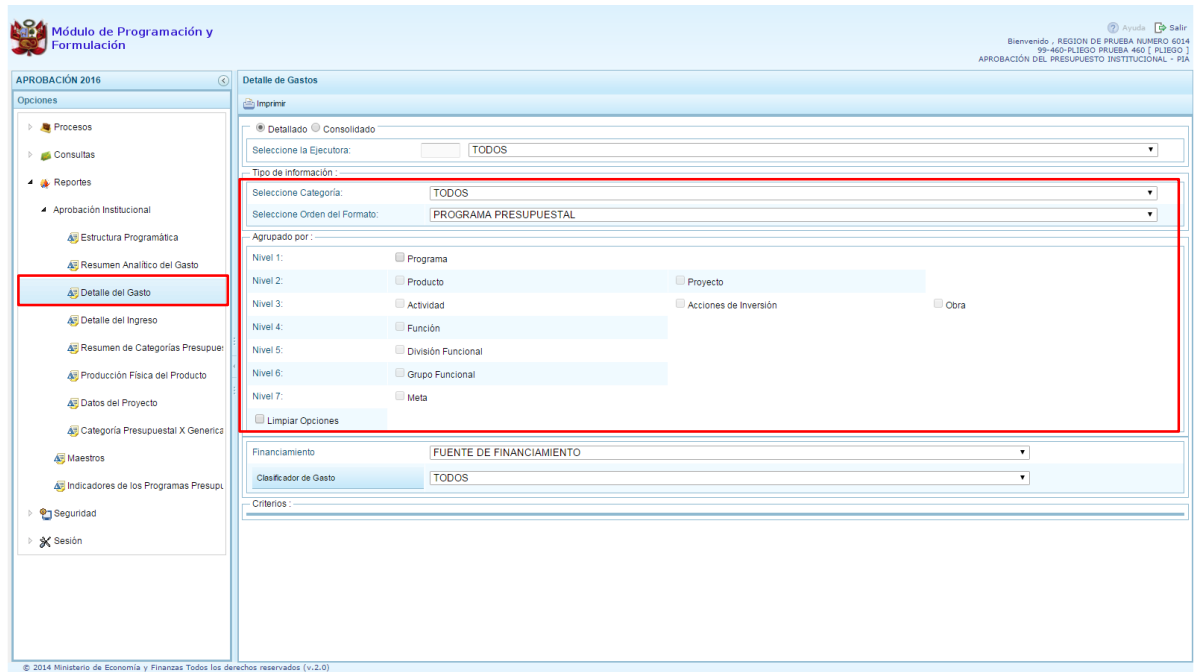 Módulo de Programación y
Formulación
Ayuda Salir
Bienvenido , REGION DE PRUEBA NUMERO 6014
99-460-PLIEGO PRUEBA 460 [ PLIEGO ]
APROBACIÓN DEL PRESUPUESTO INSTITUCIONAL - PIA
APROBACIÓN 2016
Opciones
Procesos
Consultas
Reportes
Aprobación Institucional
Estructura Programática
Resumen Analítico del Gasto
Detalle del Gasto
Detalle del Ingreso
Resumen de Categorías Presupues
Producción Física del Producto
Datos del Proyecto
Categoría Presupuestal X Generica
Maestros
Indicadores de los Programas Presupu
Seguridad
Sesión
Detalle de Gastos
Imprimir
Detallado Consolidado
Seleccione la Ejecutora: TODOS
Tipo de información :
Seleccione Categoría: TODOS
Seleccione Orden del Formato: PROGRAMA PRESUPUESTAL
Agrupado por :
Nivel 1: Programa
Nivel 2: Producto Proyecto
Nivel 3: Actividad Acciones de Inversión Obra
Nivel 4: Función
Nivel 5: División Funcional
Nivel 6: Grupo Funcional
Nivel 7: Meta
Limpiar Opciones
Financiamiento FUENTE DE FINANCIAMIENTO
Clasificador de Gasto TODOS
Criterios :
© 2014 Ministerio de Economía y Finanzas Todos los derechos reservados (v.2.0)